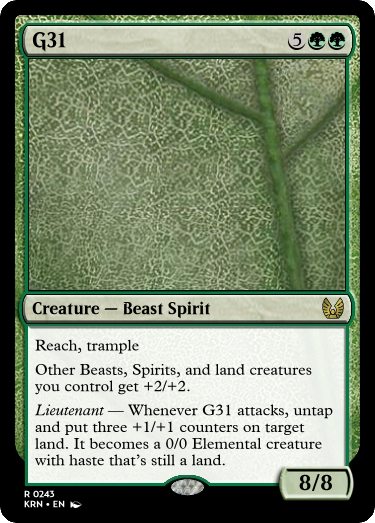 G31 5
Creature — Beast Spirit
Reach, trample
Other Beasts, Spirits, and land creatures
you control get +2/+2.
Lieutenant — Whenever G31 attacks, untap
and put three +1/+1 counters on target
land. It becomes a 0/0 Elemental creature
with haste that's still a land.
8/8
R 0243
KRN • EN